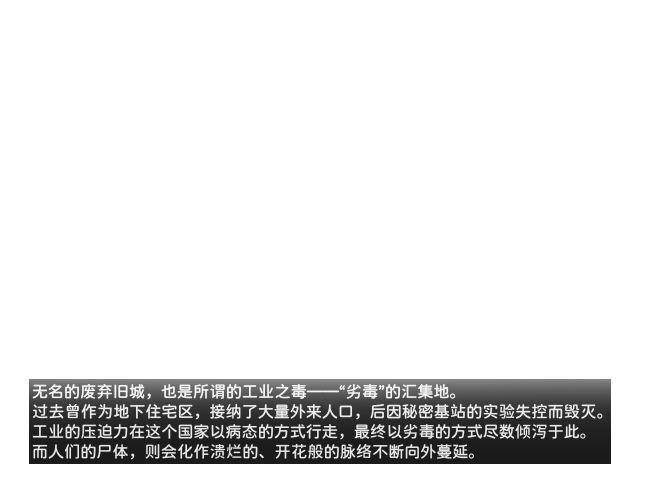 无名的废弃旧城，也是所谓的工业之毒——“劣毒”的汇集地。
过去曾作为地下住宅区，接纳了大量外来人口，后因秘密基站的实验失控而毁灭。
工业的压迫力在这个国家以病态的方式行走，最终以劣毒的方式尽数倾泻于此。
而人们的尸体，则会化作溃烂的、开花般的脉络不断向外蔓延。